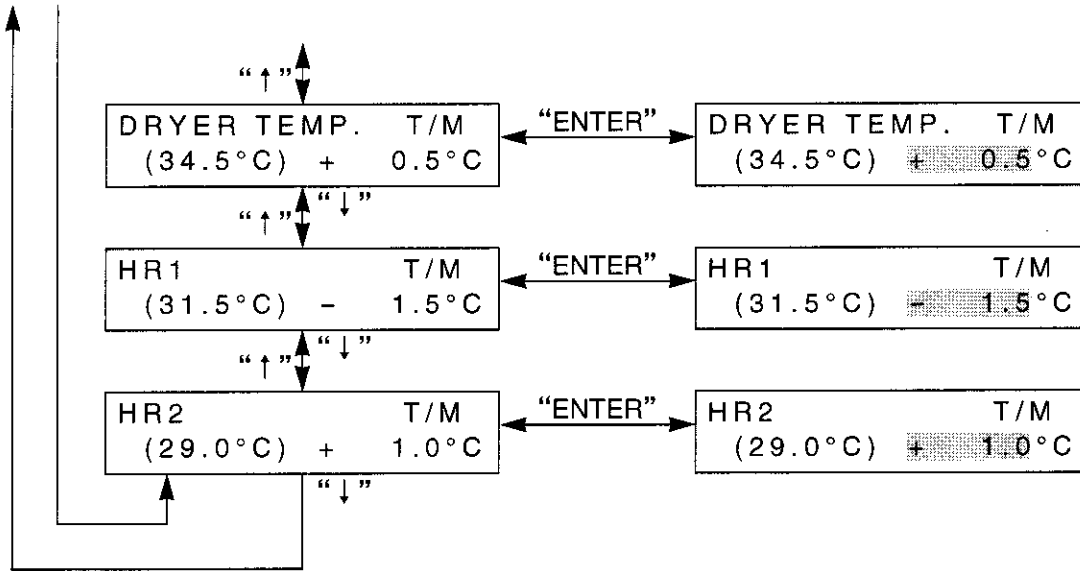 “↑”
DRYER TEMP. T/M
(34.5°C) + 0.5°C
“ENTER”
DRYER TEMP. T/M
(34.5°C) + 0.5°C
“↑” “↓”
HR1 T/M
(31.5°C) − 1.5°C
“ENTER”
HR1 T/M
(31.5°C) − 1.5°C
“↑” “↓”
HR2 T/M
(29.0°C) + 1.0°C
“ENTER”
HR2 T/M
(29.0°C) + 1.0°C
“↓”